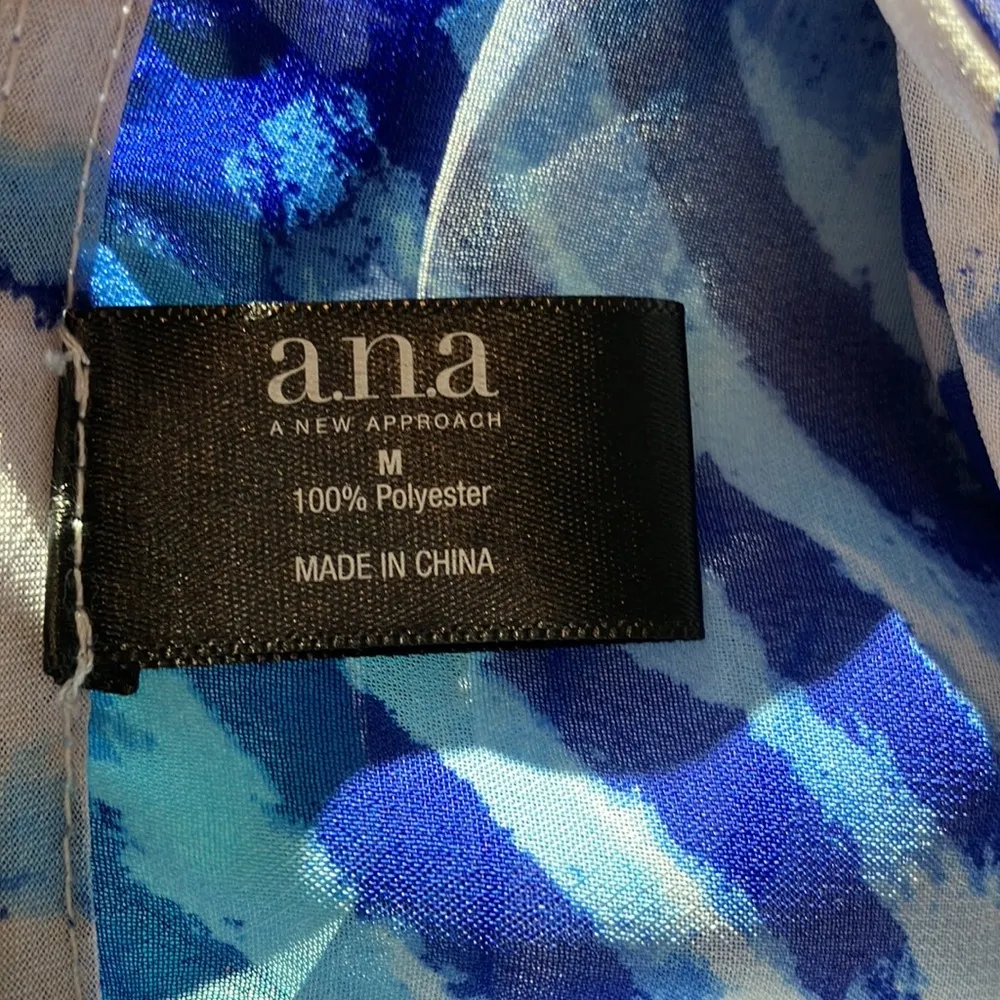 a.n.a
A NEW APPROACH
M
100% Polyester
MADE IN CHINA